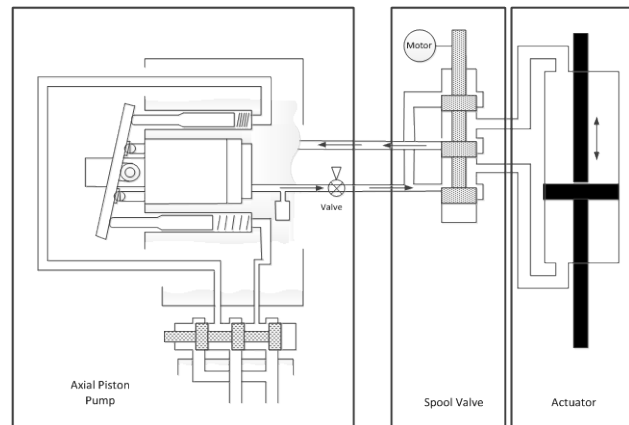 Motor
Valve
Axial Piston
Pump
Spool Valve
Actuator